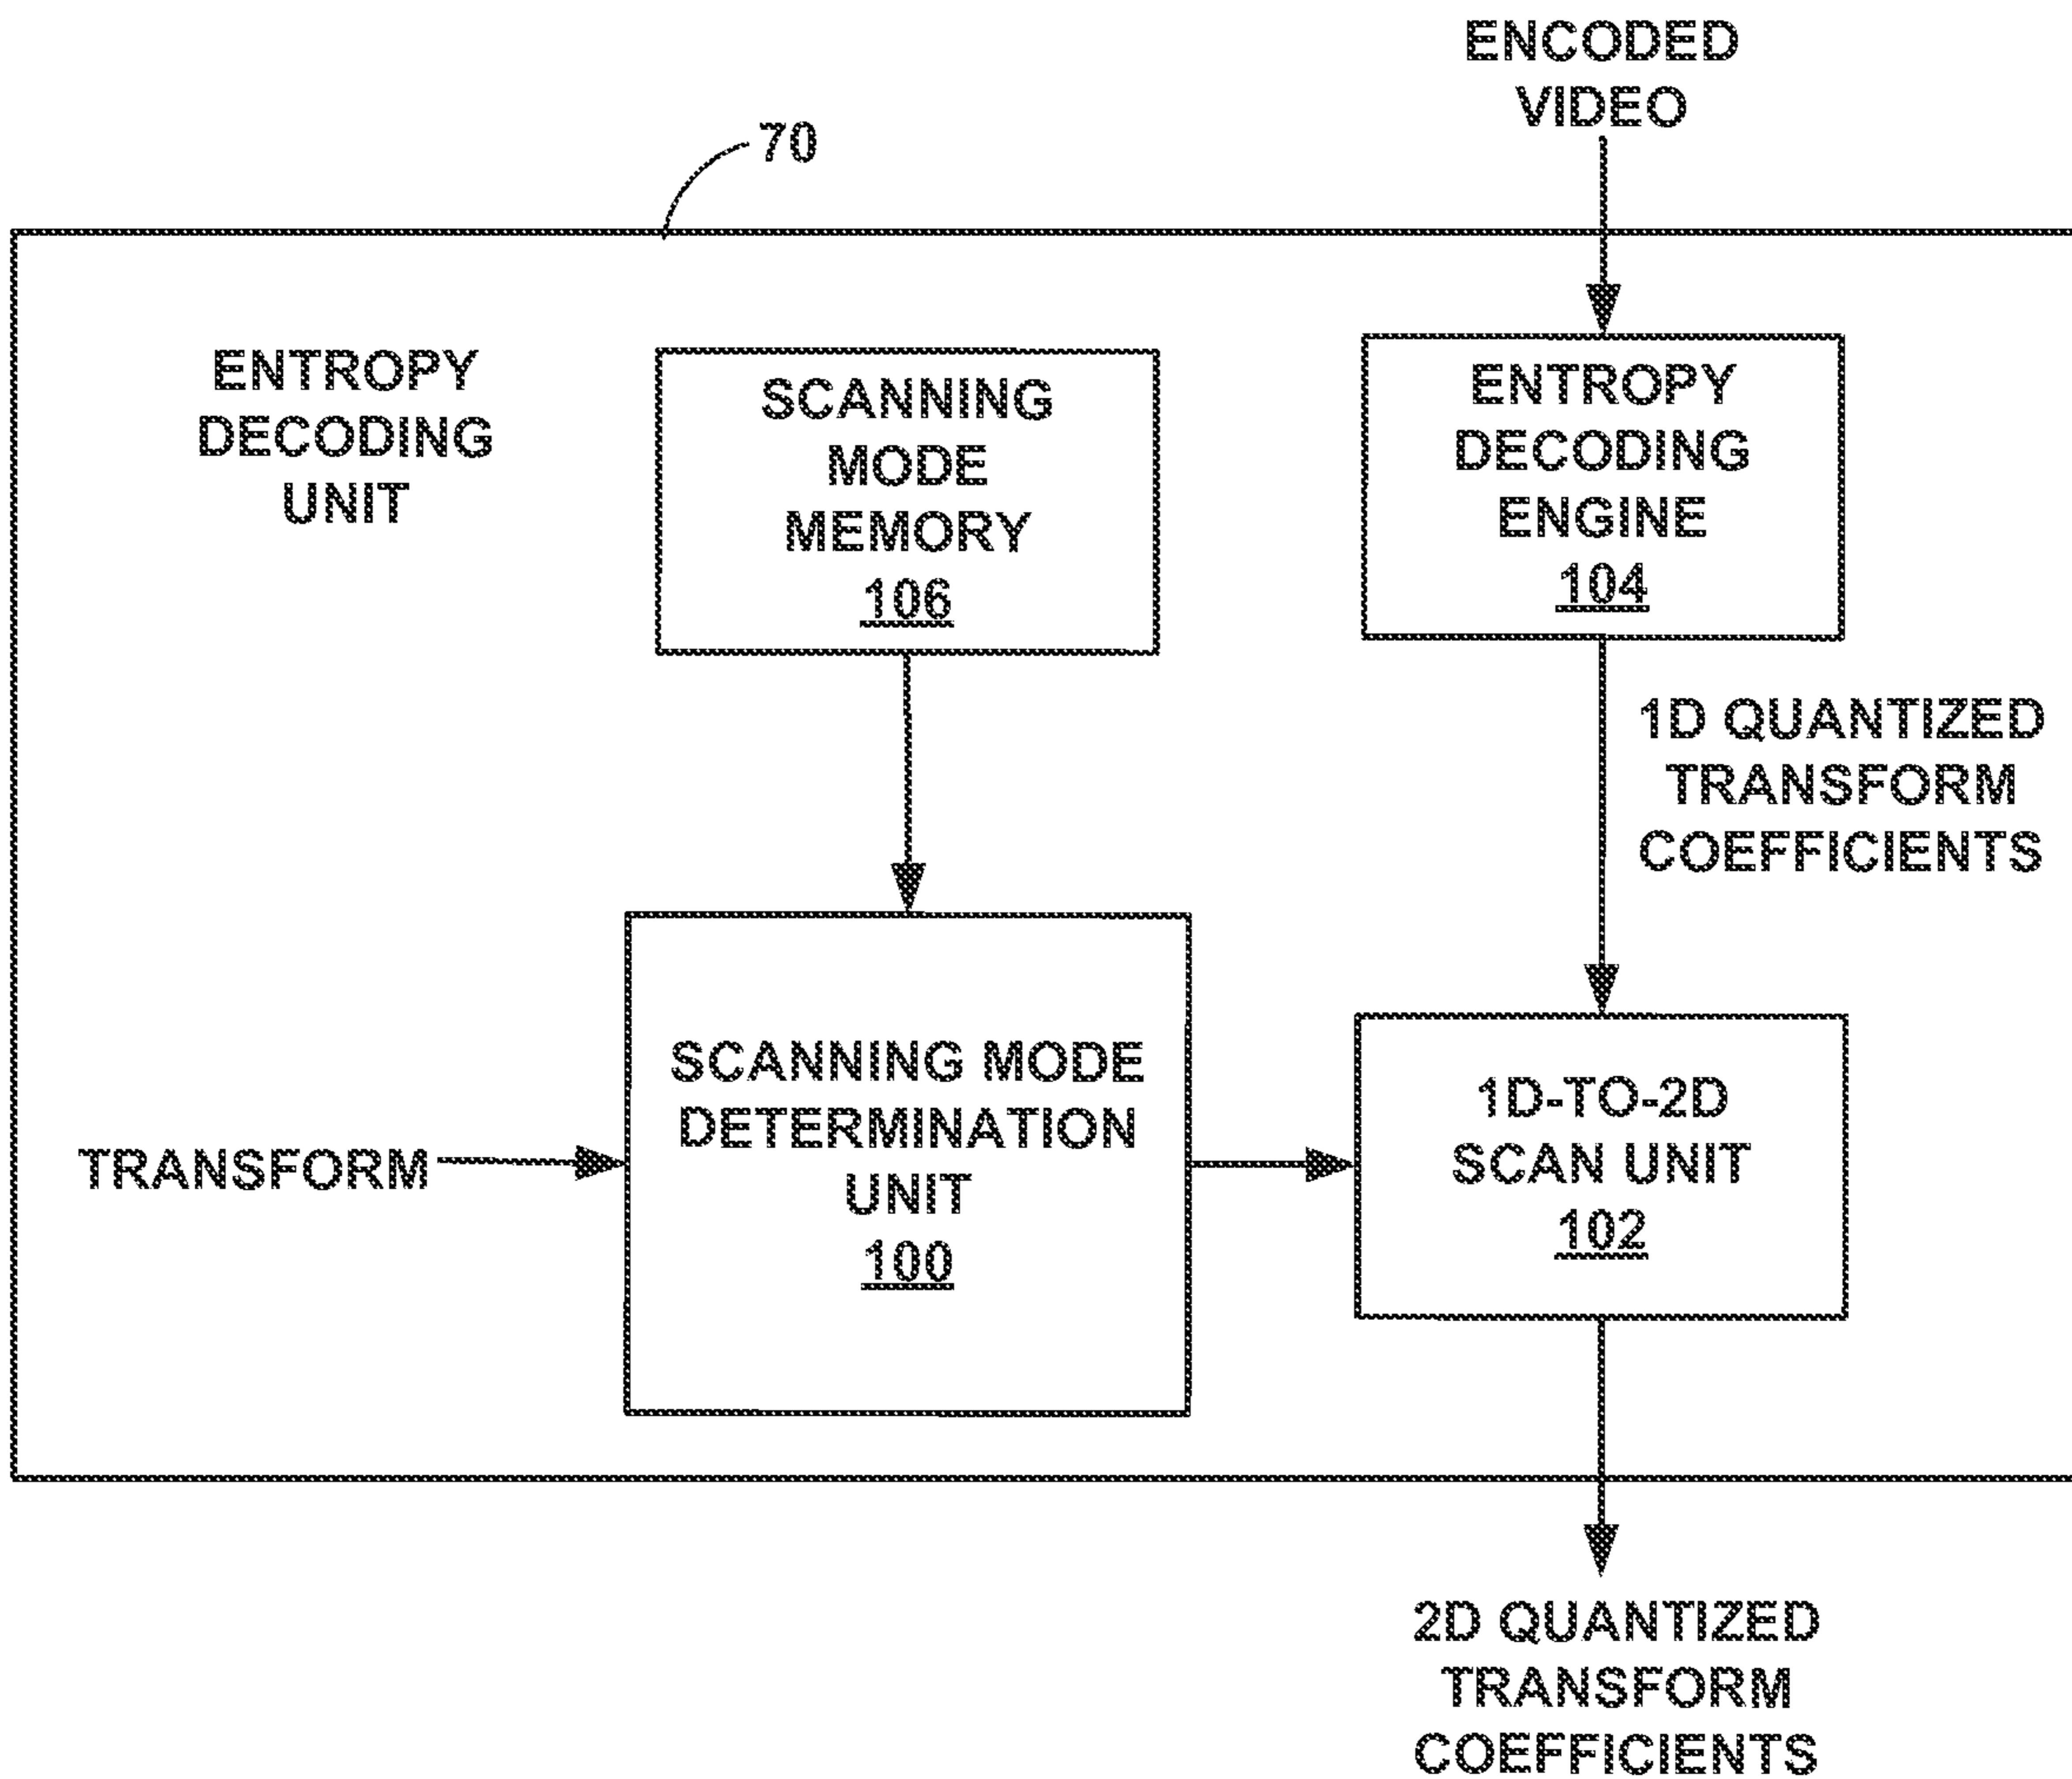 ENCODED
VIDEO
70
ENTROPY
DECODING
UNIT
SCANNING
MODE
MEMORY
106
ENTROPY
DECODING
ENGINE
104
1D QUANTIZED
TRANSFORM
COEFFICIENTS
TRANSFORM
SCANNING MODE
DETERMINATION
UNIT
100
1D-TO-2D
SCAN UNIT
102
2D QUANTIZED
TRANSFORM
COEFFICIENTS